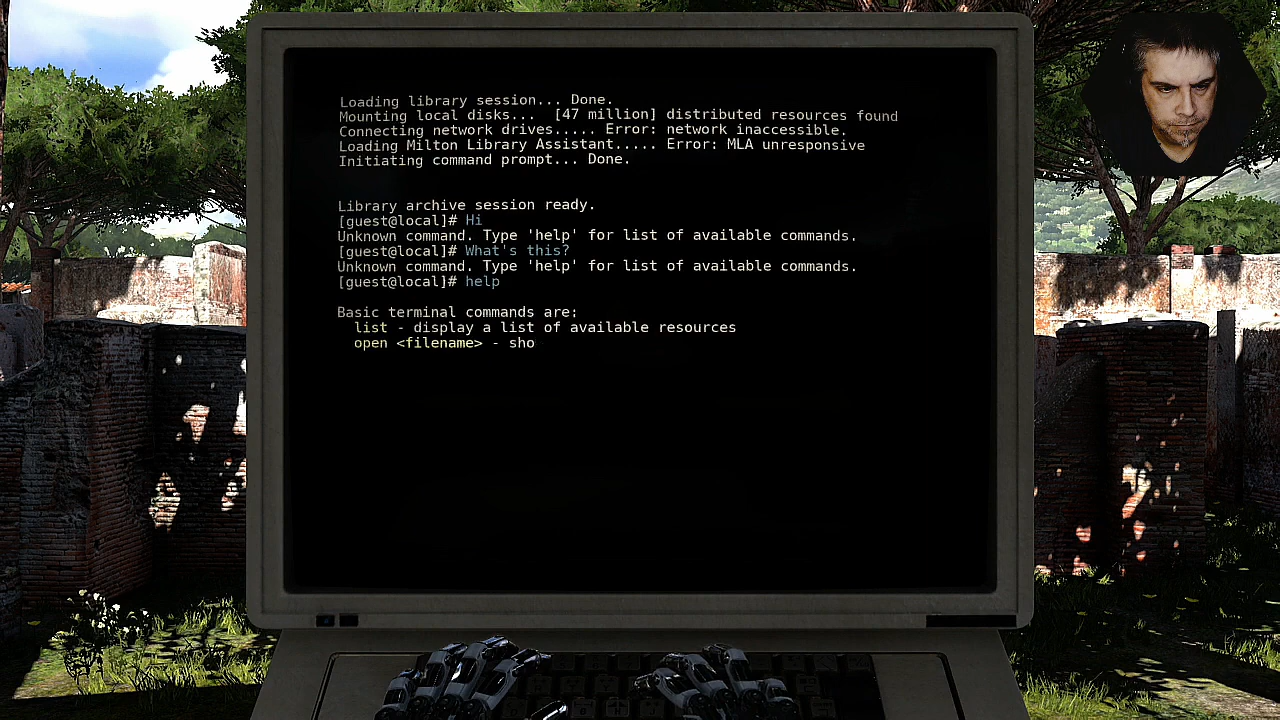 Loading library session... Done.
Mounting local disks...  [47 million] distributed resources found
Connecting network drives..... Error: network inaccessible.
Loading Milton Library Assistant..... Error: MLA unresponsive
Initiating command prompt... Done.
Library archive session ready.
[guest@local]# Hi
Unknown command. Type 'help' for list of available commands.
[guest@local]# What's this?
Unknown command. Type 'help' for list of available commands.
[guest@local]# help
Basic terminal commands are:
list - display a list of available resources
open <filename> - sho